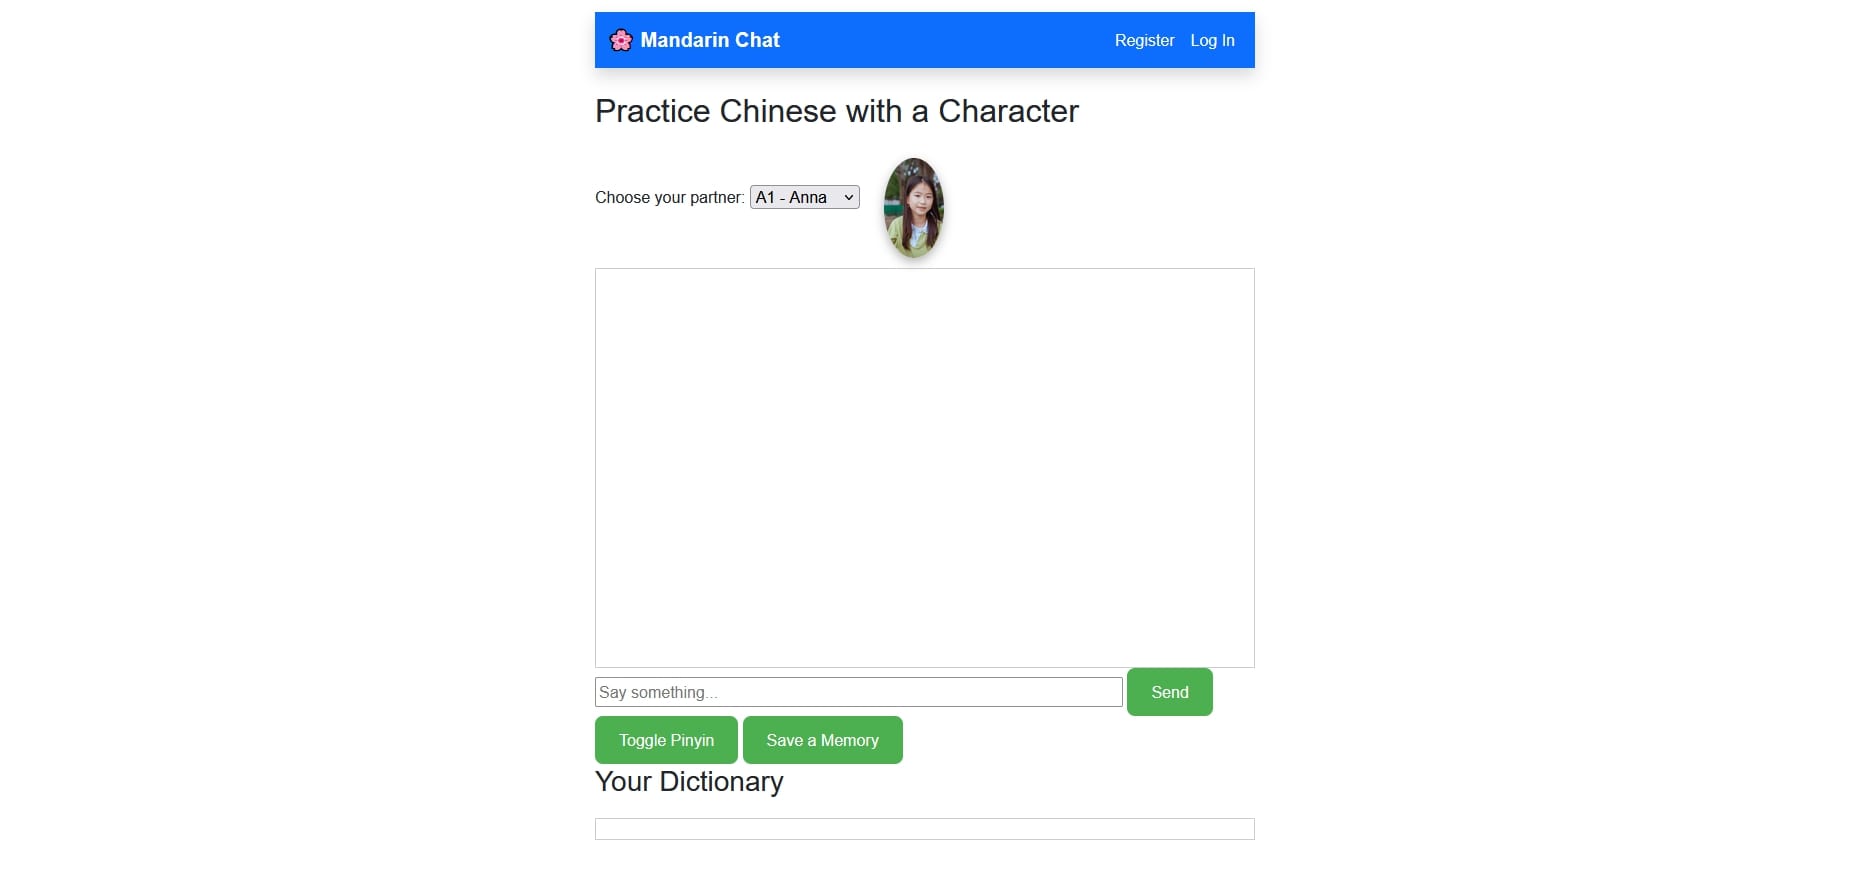 Mandarin Chat
Register Log In
Practice Chinese with a Character
Choose your partner: A1 - Anna
Say something...
Send
Toggle Pinyin
Save a Memory
Your Dictionary